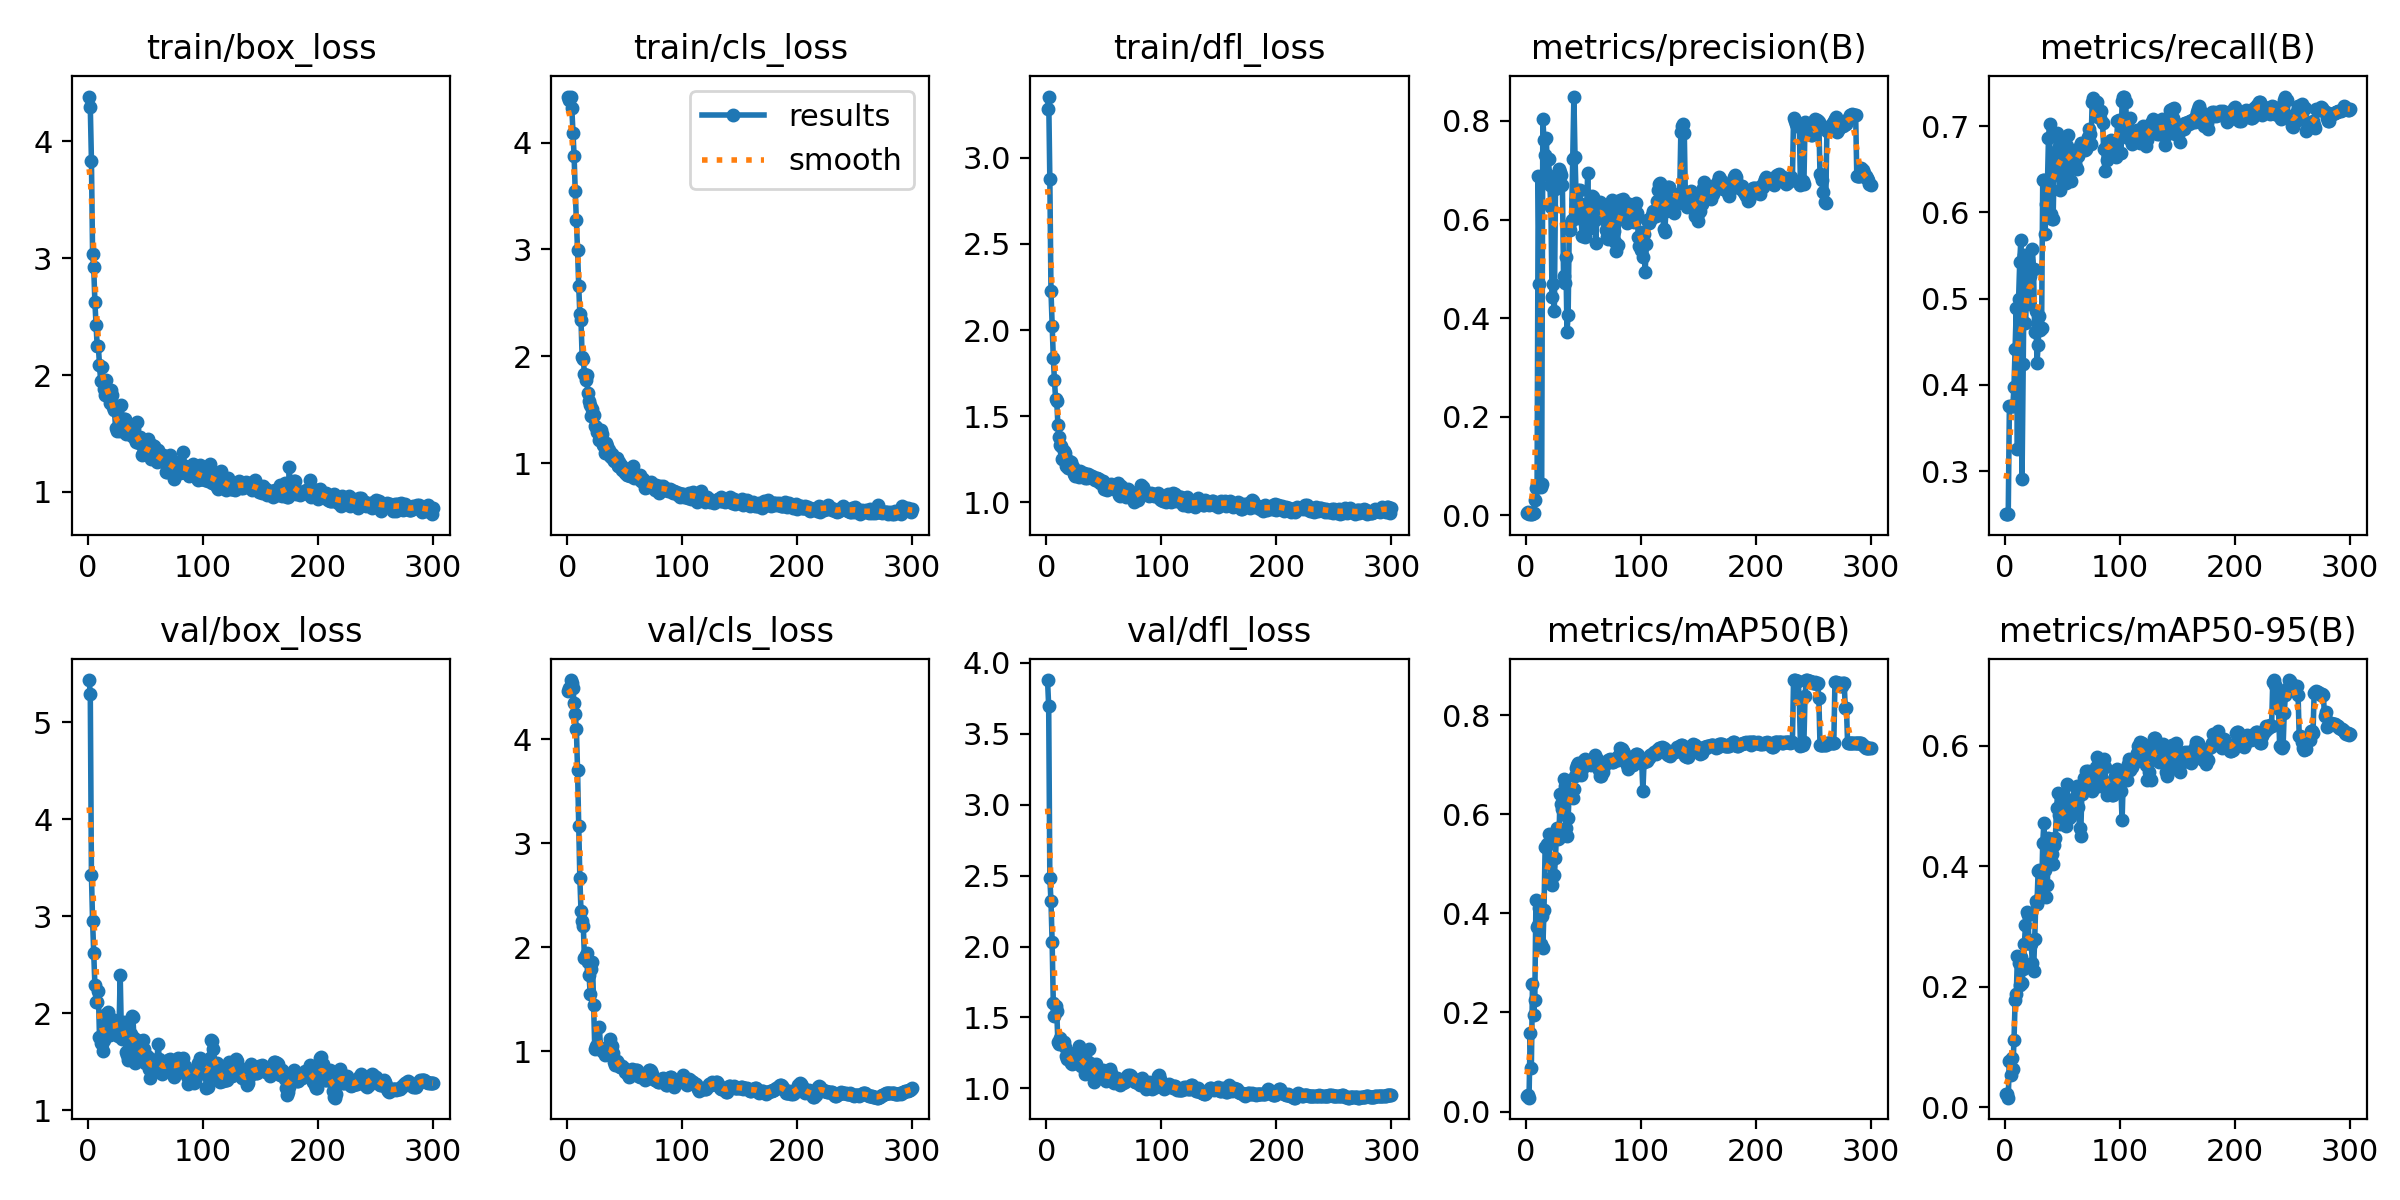 train/box_loss
4
3
2
1
0 100 200 300
train/cls_loss
results
smooth
4
3
2
1
0 100 200 300
train/dfl_loss
3.0
2.5
2.0
1.5
1.0
0 100 200 300
metrics/precision(B)
0.8
0.6
0.4
0.2
0.0
0 100 200 300
metrics/recall(B)
0.7
0.6
0.5
0.4
0.3
0 100 200 300
val/box_loss
5
4
3
2
1
0 100 200 300
val/cls_loss
4
3
2
1
0 100 200 300
val/dfl_loss
4.0
3.5
3.0
2.5
2.0
1.5
1.0
0 100 200 300
metrics/mAP50(B)
0.8
0.6
0.4
0.2
0.0
0 100 200 300
metrics/mAP50-95(B)
0.6
0.4
0.2
0.0
0 100 200 300